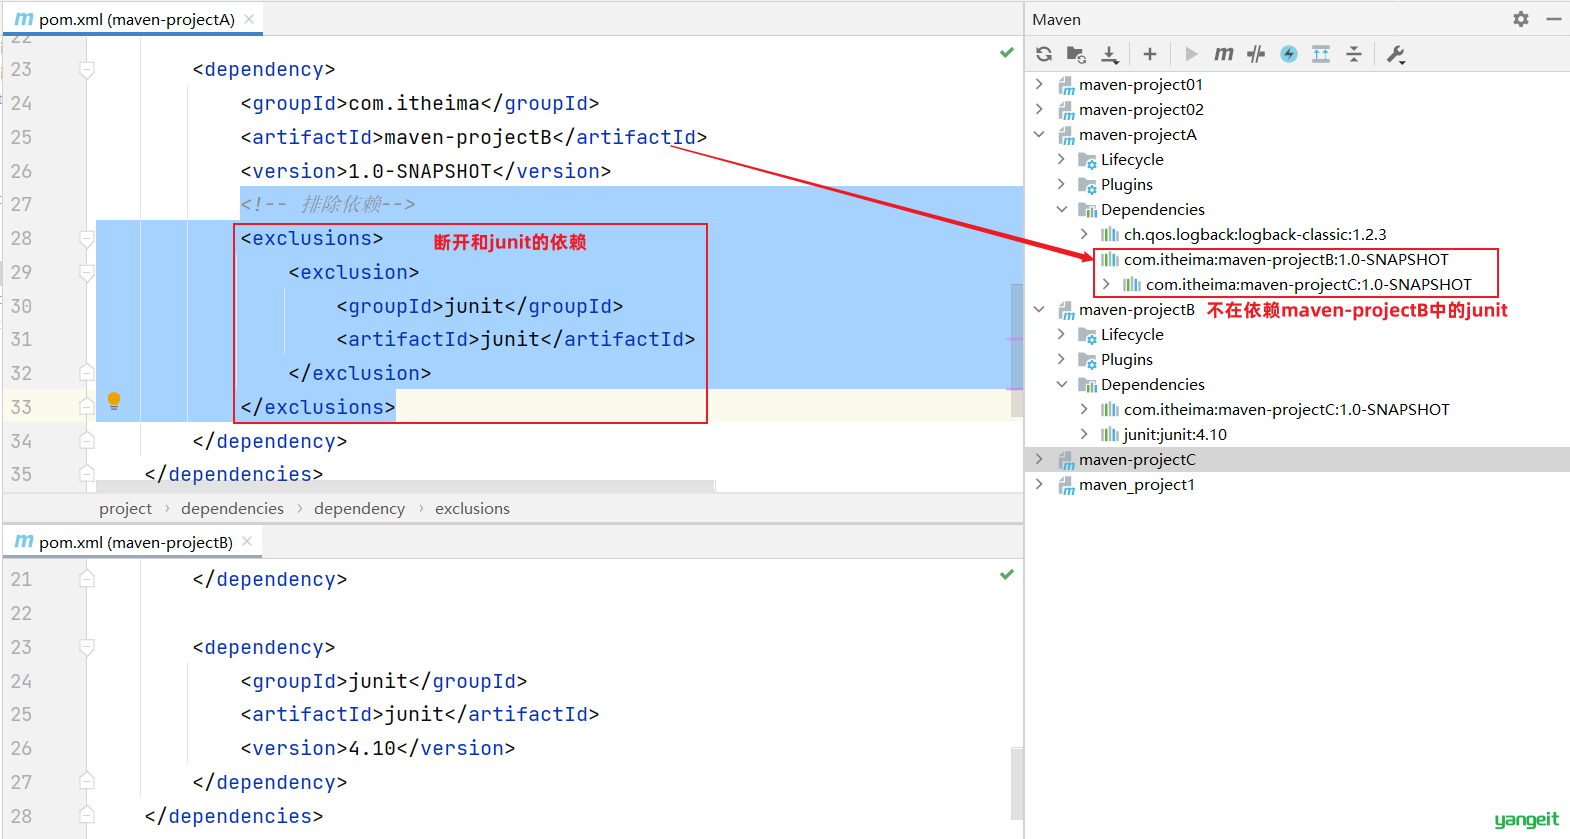 pom.xml (maven-projectA)
22
23 <dependency>
24 <groupId>com.itheima</groupId>
25 <artifactId>maven-projectB</artifactId>
26 <version>1.0-SNAPSHOT</version>
27 <!-- 排除依赖-->
28 <exclusions> 断开和junit的依赖
29 <exclusion>
30 <groupId>junit</groupId>
31 <artifactId>junit</artifactId>
32 </exclusion>
33 </exclusions>
34 </dependency>
35 </dependencies>
project › dependencies › dependency › exclusions
pom.xml (maven-projectB)
21 </dependency>
22
23 <dependency>
24 <groupId>junit</groupId>
25 <artifactId>junit</artifactId>
26 <version>4.10</version>
27 </dependency>
28 </dependencies>
Maven
maven-project01
maven-project02
maven-projectA
Lifecycle
Plugins
Dependencies
ch.qos.logback:logback-classic:1.2.3
com.itheima:maven-projectB:1.0-SNAPSHOT
com.itheima:maven-projectC:1.0-SNAPSHOT
maven-projectB 不在依赖maven-projectB中的junit
Lifecycle
Plugins
Dependencies
com.itheima:maven-projectC:1.0-SNAPSHOT
junit:junit:4.10
maven-projectC
maven_project1
yangeit